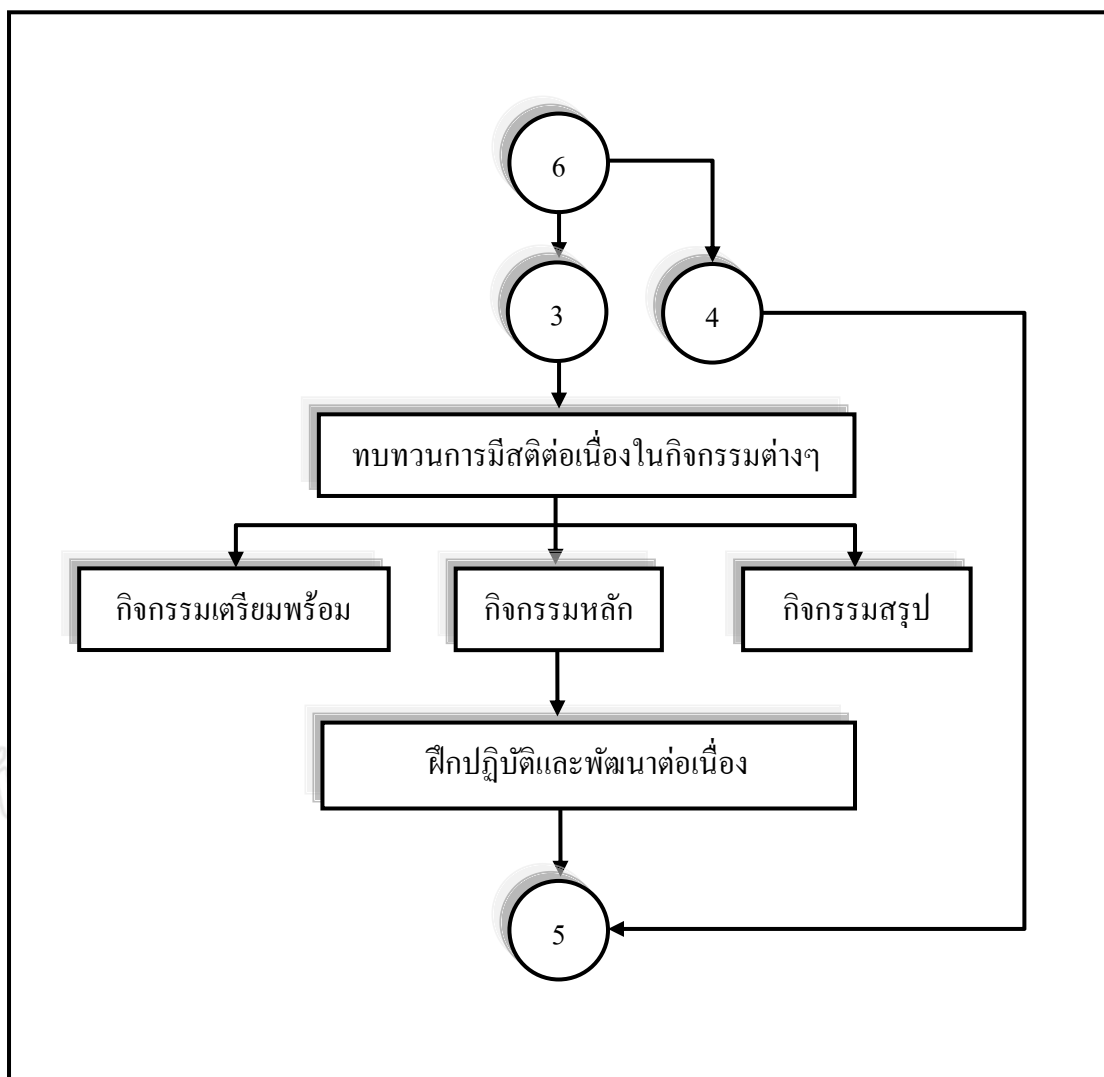 6
3
4
ทบทวนการมีสติต่อเนื่องในกิจกรรมต่างๆ
กิจกรรมเตรียมพร้อม
กิจกรรมหลัก
กิจกรรมสรุป
ฝึกปฏิบัติและพัฒนาต่อเนื่อง
5